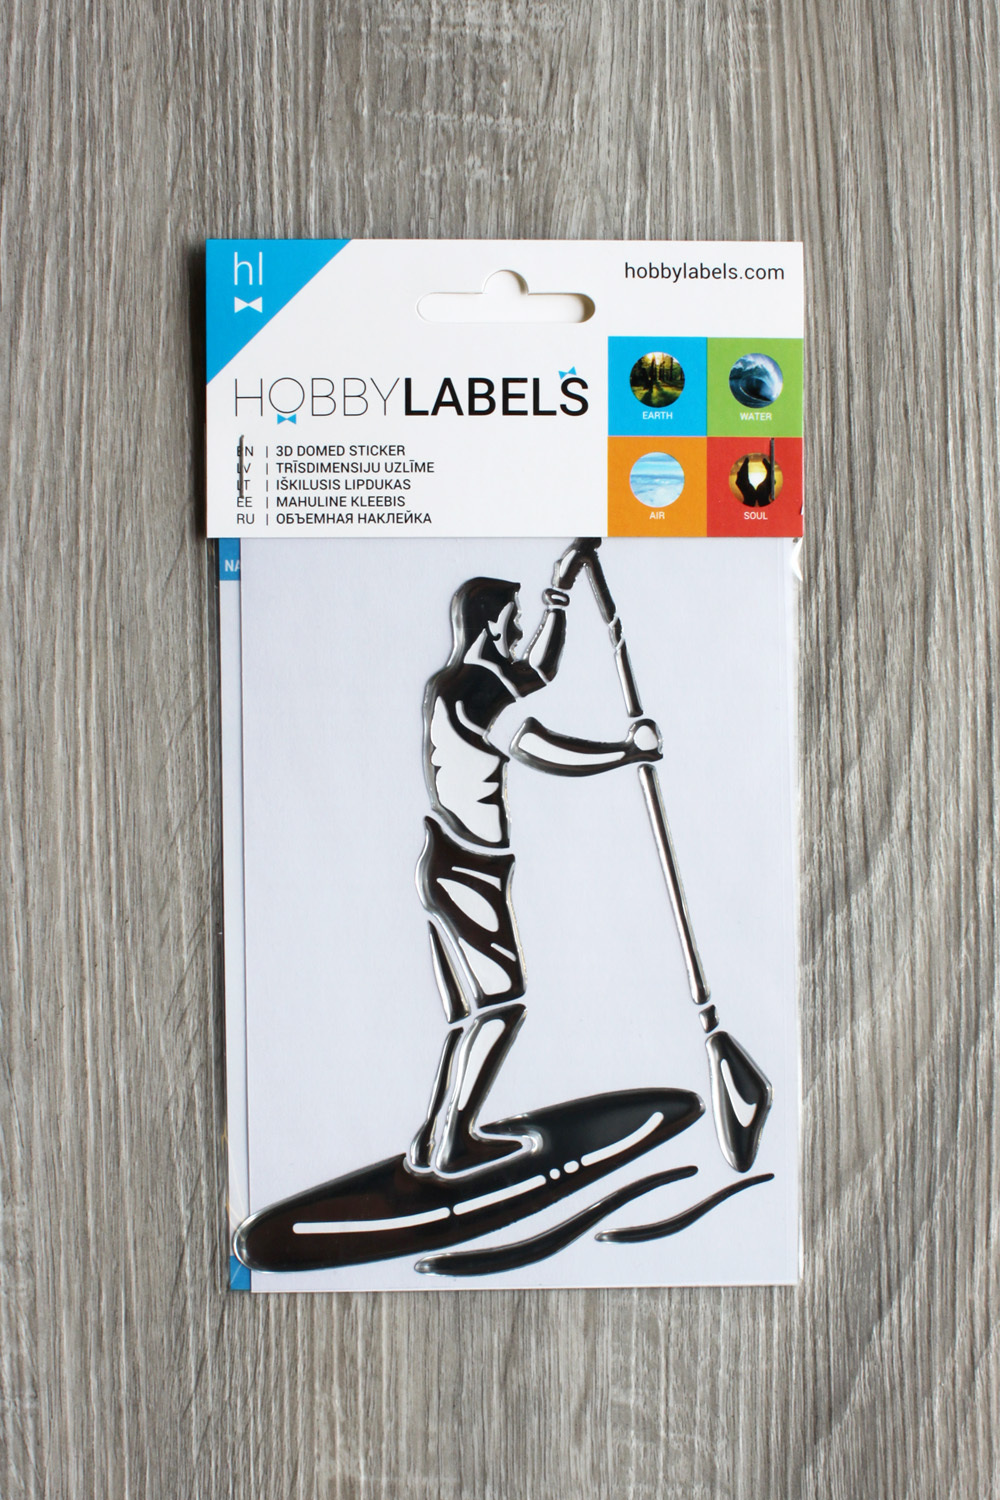 hl
hobbylabels.com
HOBBYLABELS
EARTH
WATER
AIR
SOUL
EN | 3D DOMED STICKER
LV | TRĪSDIMENSIJU UZLĪME
LT | IŠKILUSIS LIPDUKAS
EE | MAHULINE KLEEBIS
RU | ОБЪЕМНАЯ НАКЛЕЙКА
NA